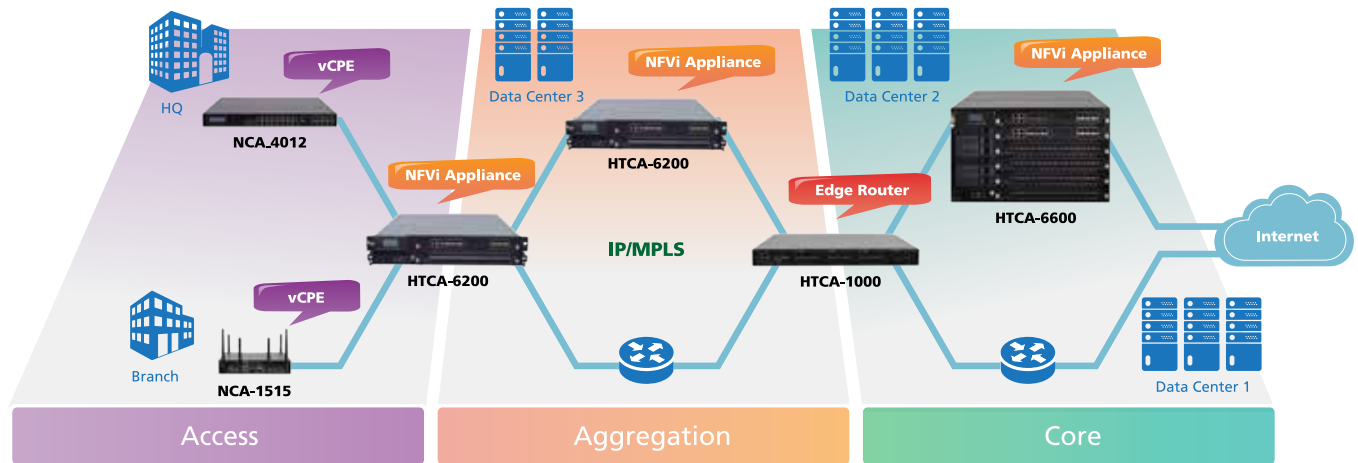 vCPE
HQ
NCA.4012
NFVi Appliance
HTCA-6200
vCPE
Branch
NCA-1515
Data Center 3
NFVi Appliance
HTCA-6200
IP/MPLS
Edge Router
HTCA-1000
Data Center 2
NFVi Appliance
HTCA-6600
Internet
Data Center 1
Access
Aggregation
Core